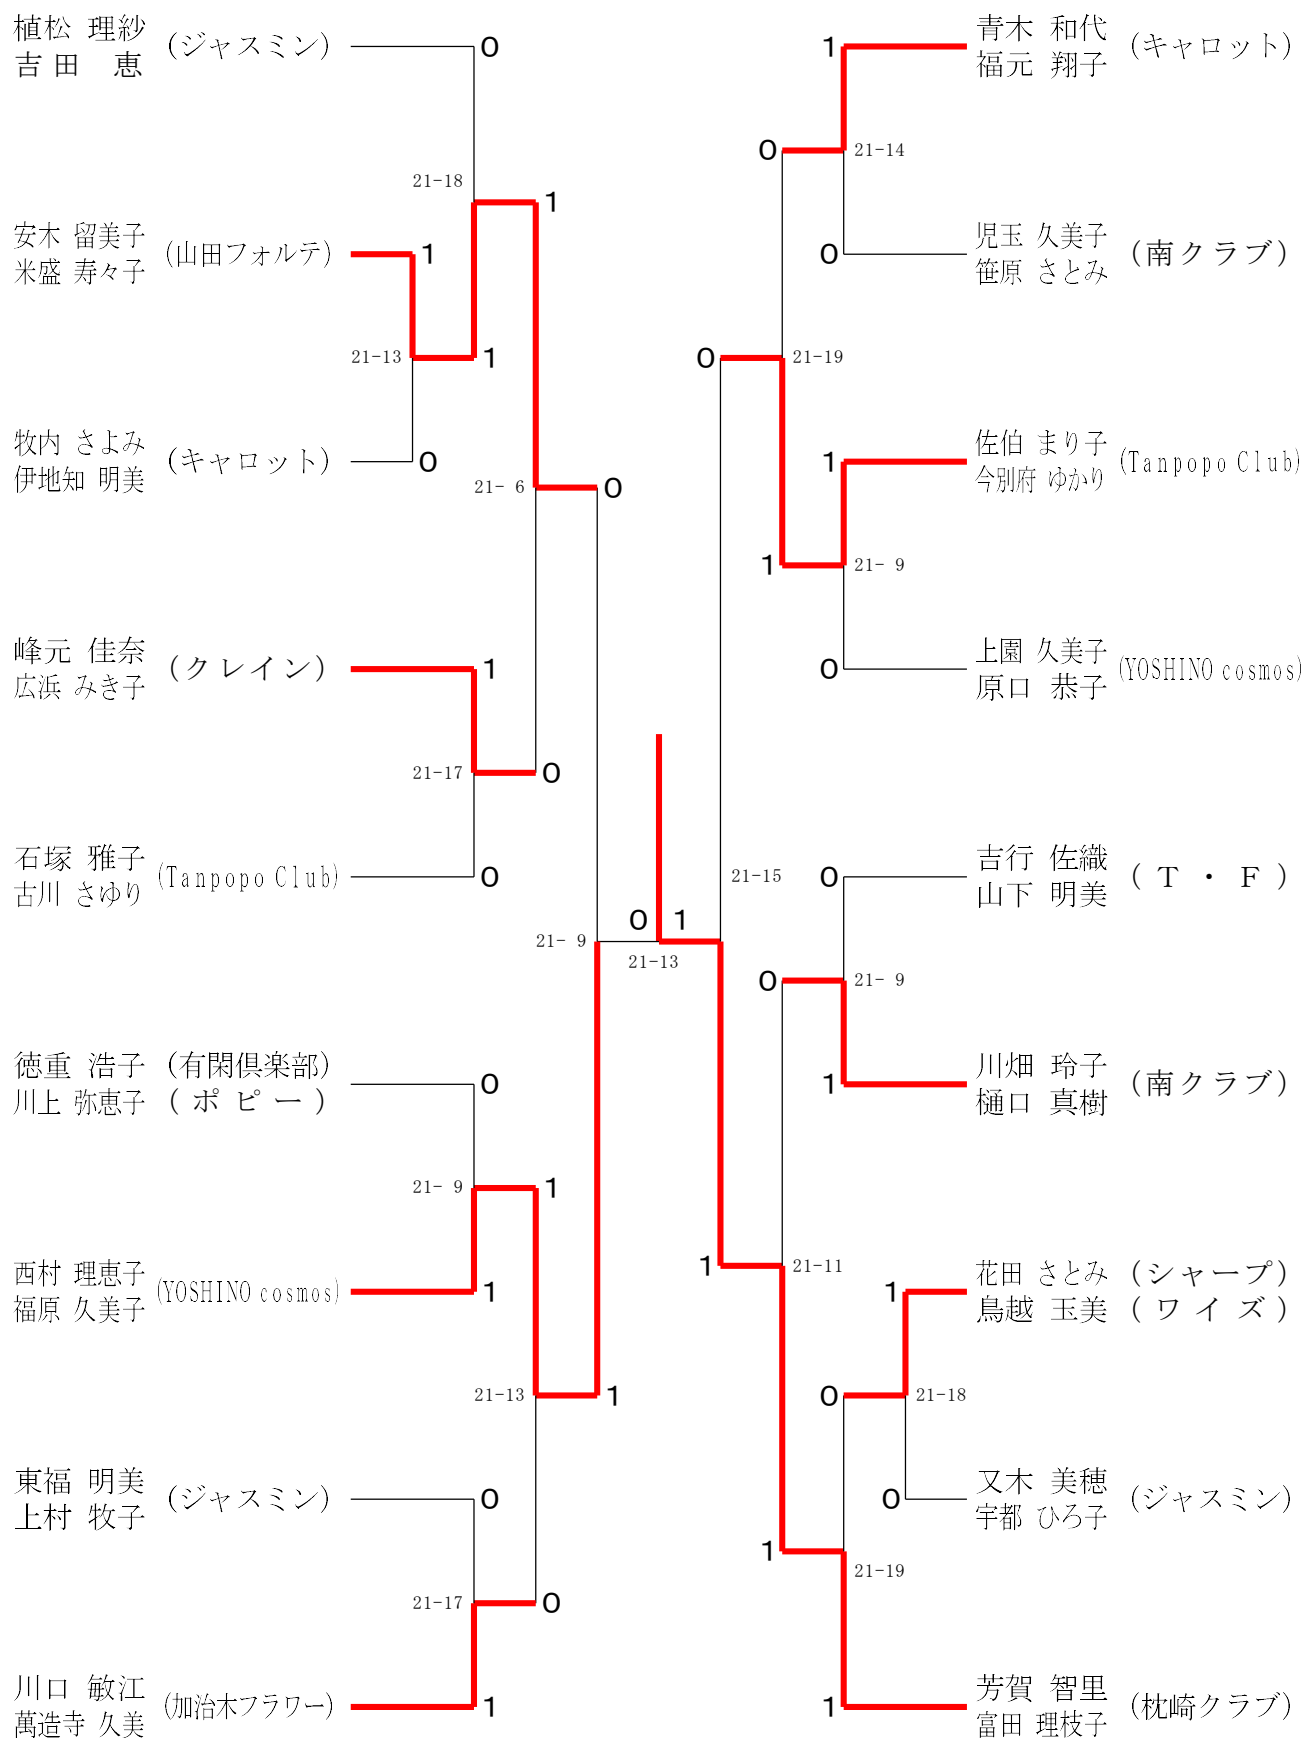 植松 理紗 (ジャスミン)
吉田 恵
0
21-18
1
安木 留美子 (山田フォルテ)
米盛 寿々子
1
21-13
1
牧内 さよみ (キャロット)
伊地知 明美
0
21- 6
0
峰元 佳奈 (クレイン)
広浜 みき子
1
21-17
0
石塚 雅子 (Tanpopo Club)
古川 さゆり
0
21- 9
徳重 浩子 (有閑倶楽部)
川上 弥恵子 (ポピー)
0
21- 9
1
西村 理恵子 (YOSHINO cosmos)
福原 久美子
1
21-13
1
東福 明美 (ジャスミン)
上村 牧子
0
21-17
0
川口 敏江 (加治木フラワー)
萬造寺 久美
1
0 1
21-13
青木 和代 (キャロット)
福元 翔子
1
0
21-14
児玉 久美子 (南クラブ)
笹原 さとみ
0
0
21-19
佐伯 まり子 (Tanpopo Club)
今別府 ゆかり
1
1
21- 9
上園 久美子 (YOSHINO cosmos)
原口 恭子
0
21-15
吉行 佐織 (T・F)
山下 明美
0
0
21- 9
川畑 玲子 (南クラブ)
樋口 真樹
1
1
21-11
花田 さとみ (シャープ)
鳥越 玉美 (ワイズ)
1
0
21-18
又木 美穂 (ジャスミン)
宇都 ひろ子
0
1
21-19
芳賀 智里 (枕崎クラブ)
富田 理枝子
1